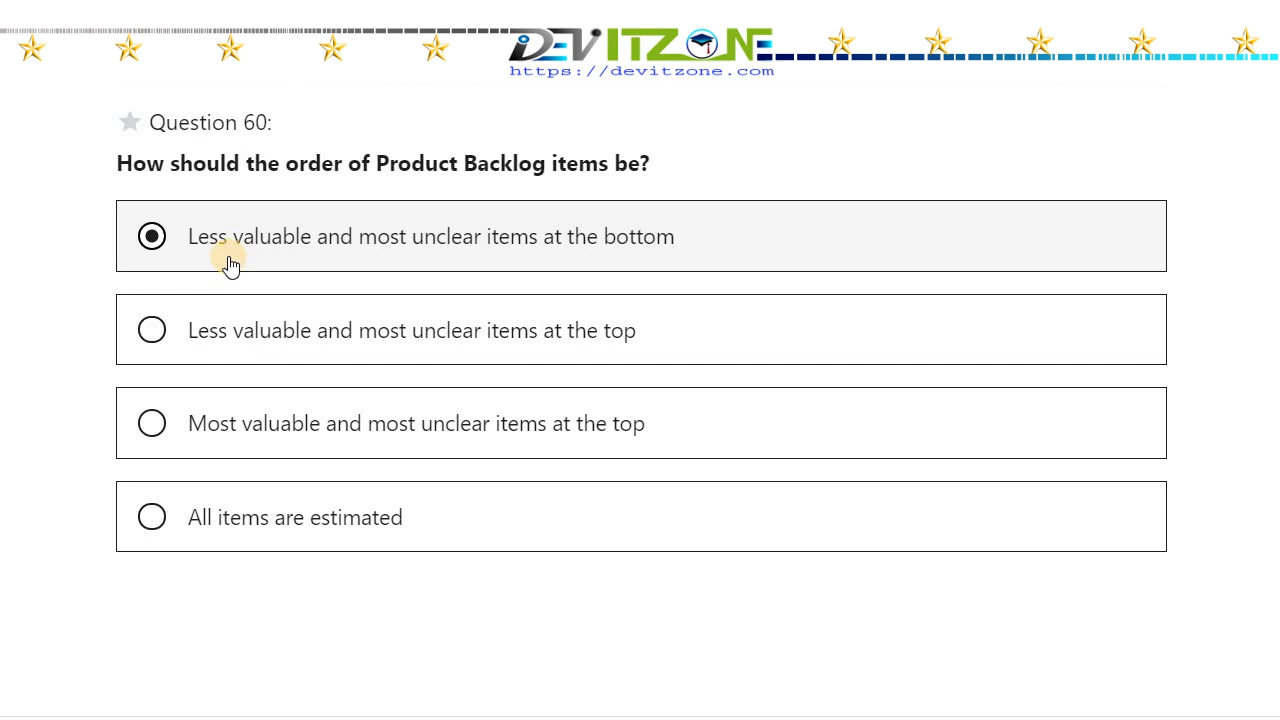 DEVITZONE
https://devitzone.com
Question 60:
How should the order of Product Backlog items be?
Less valuable and most unclear items at the bottom
Less valuable and most unclear items at the top
Most valuable and most unclear items at the top
All items are estimated